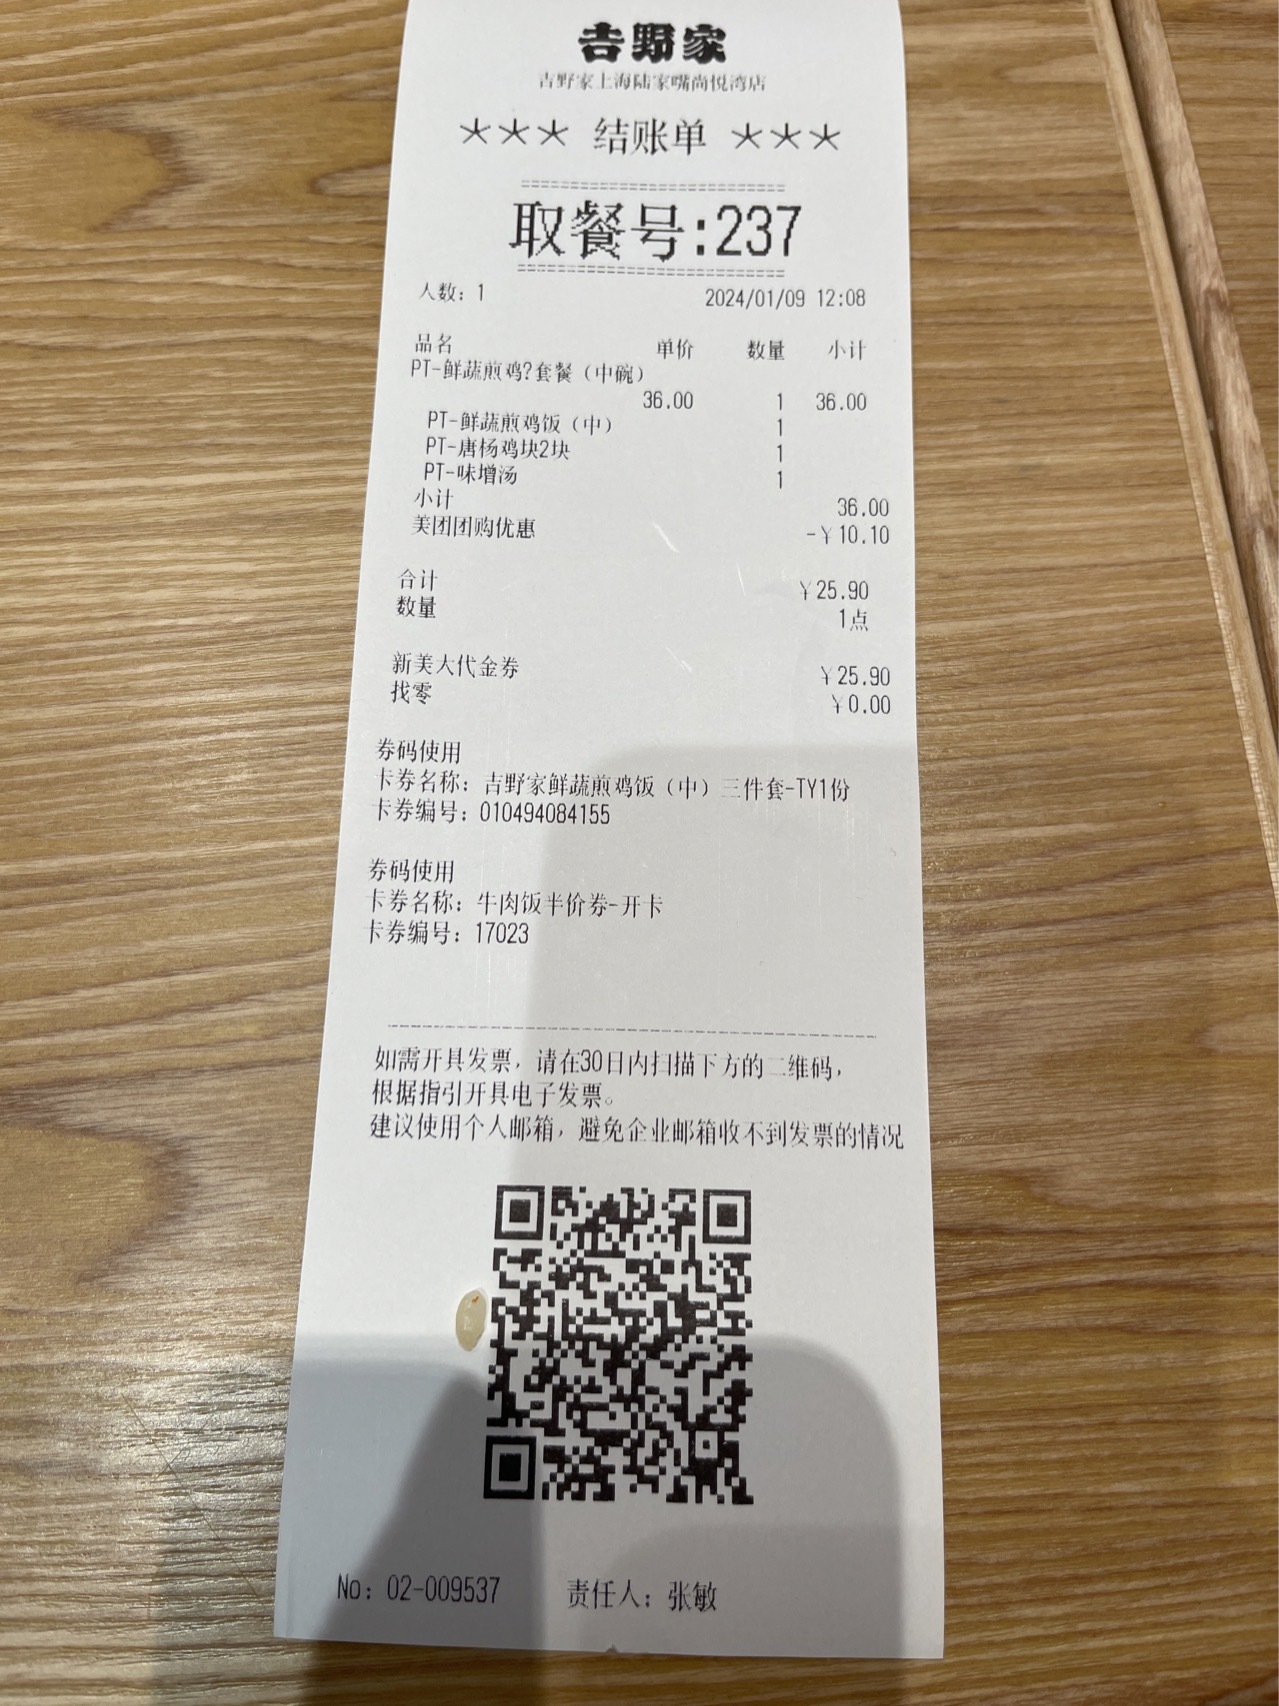 吉野家
吉野家上海陆家嘴尚悦湾店
*** 结账单 ***
取餐号:237
人数：1 2024/01/09 12:08
品名 单价 数量 小计
PT-鲜蔬煎鸡?套餐（中碗）
36.00 1 36.00
PT-鲜蔬煎鸡饭（中） 1
PT-唐杨鸡块2块 1
PT-味增汤 1
小计 36.00
美团团购优惠 -￥10.10
合计 ￥25.90
数量 1点
新美大代金券 ￥25.90
找零 ￥0.00
券码使用
卡券名称：吉野家鲜蔬煎鸡饭（中）三件套-TY1份
卡券编号：010494084155
券码使用
卡券名称：牛肉饭半价券-开卡
卡券编号：17023
如需开具发票，请在30日内扫描下方的二维码，
根据指引开具电子发票。
建议使用个人邮箱，避免企业邮箱收不到发票的情况
No：02-009537 责任人：张敏